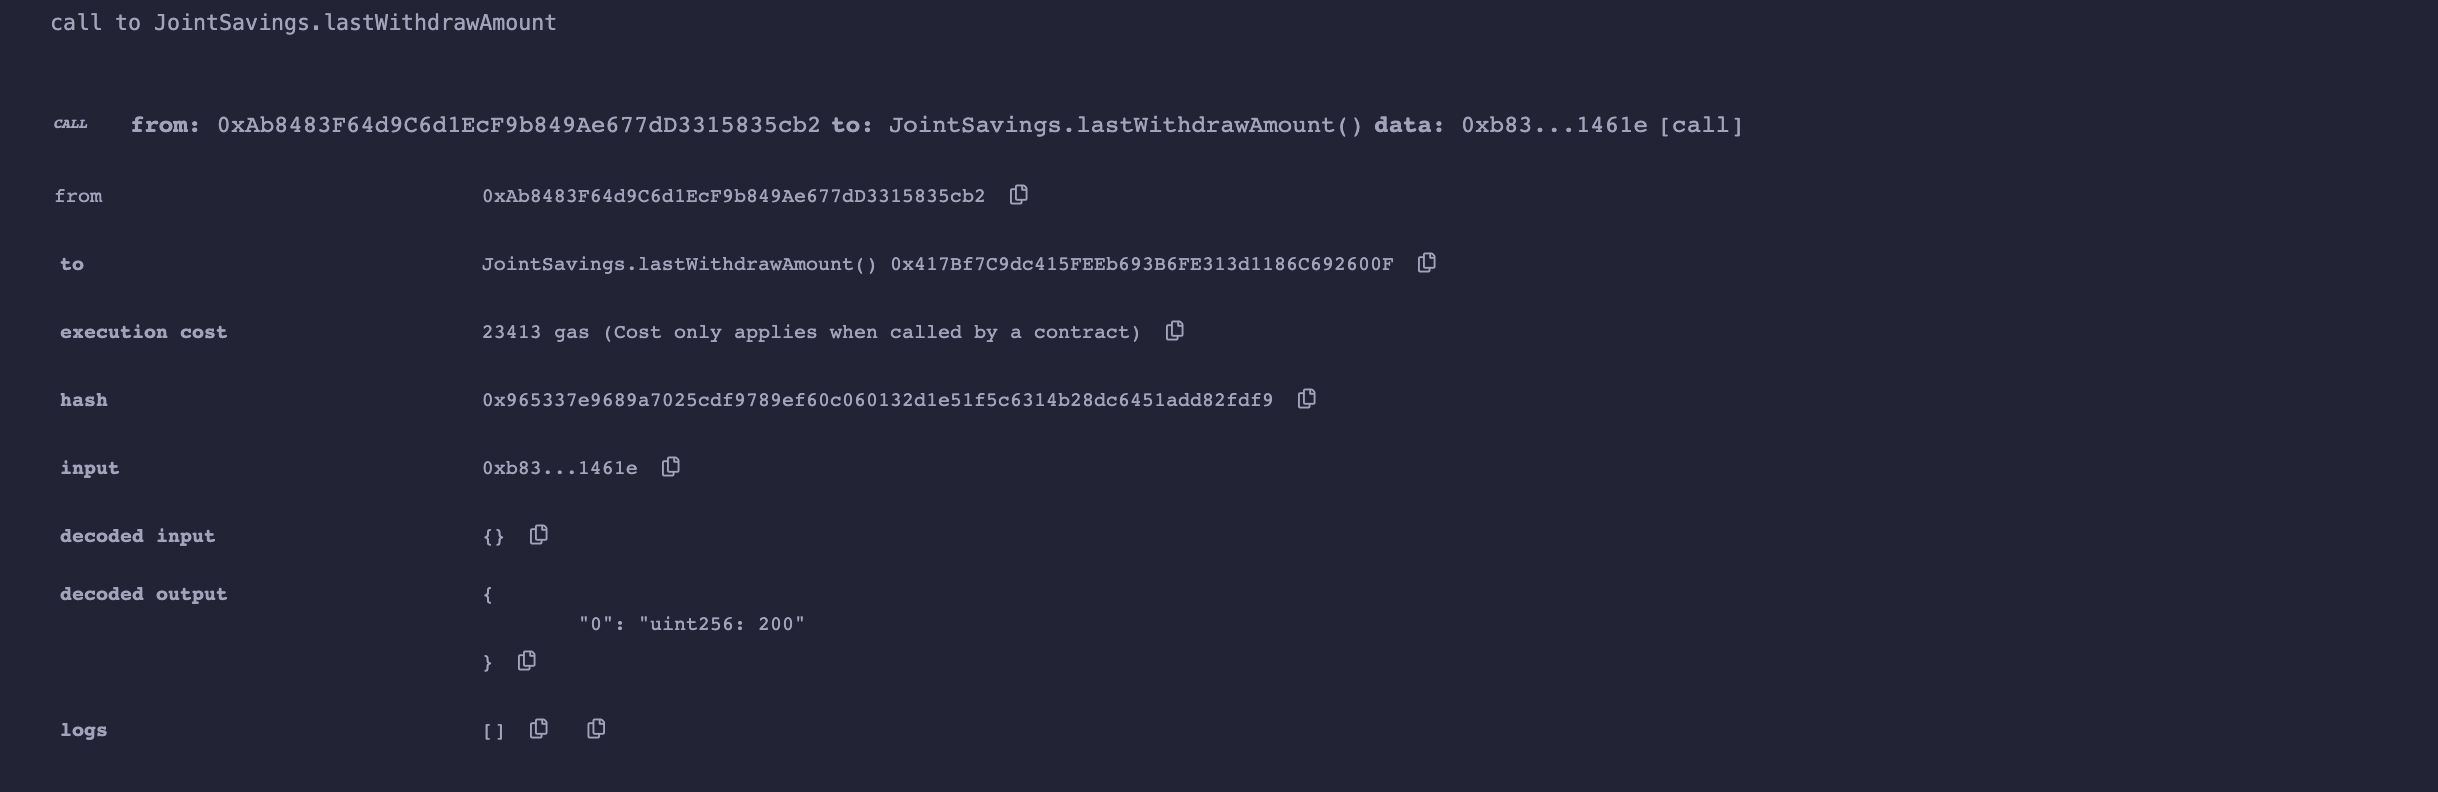 call to JointSavings.lastWithdrawAmount
CALL from: 0xAb8483F64d9C6d1EcF9b849Ae677dD3315835cb2 to: JointSavings.lastWithdrawAmount() data: 0xb83...1461e [call]
from 0xAb8483F64d9C6d1EcF9b849Ae677dD3315835cb2
to JointSavings.lastWithdrawAmount() 0x417Bf7C9dc415FEEb693B6FE313d1186C692600F
execution cost 23413 gas (Cost only applies when called by a contract)
hash 0x965337e9689a7025cdf9789ef60c060132d1e51f5c6314b28dc6451add82fdf9
input 0xb83...1461e
decoded input {}
decoded output {
"0": "uint256: 200"
}
logs []